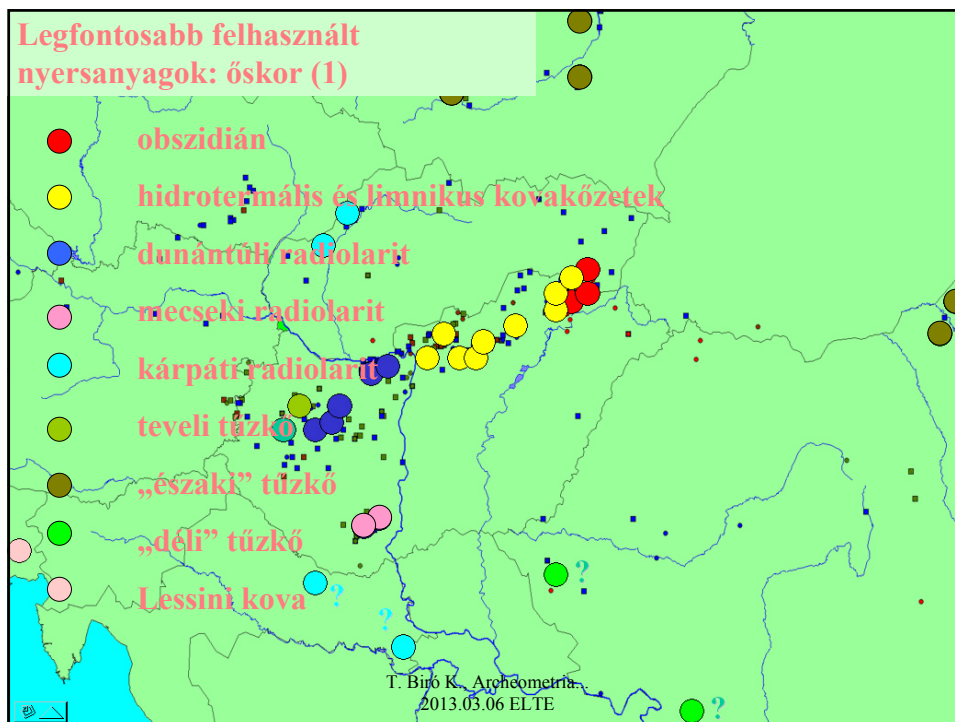 Legfontosabb felhasznált
nyersanyagok: őskor (1)
obszidián
hidrotermális és limnikus kovakőzetek
dunántúli radiolarit
mecseki radiolarit
kárpáti radiolarit
teveli tűzkő
„északi” tűzkő
„déli” tűzkő
?
Lessini kova
?
?
T. Biró K., Archeometria...
2013.03.06 ELTE
?